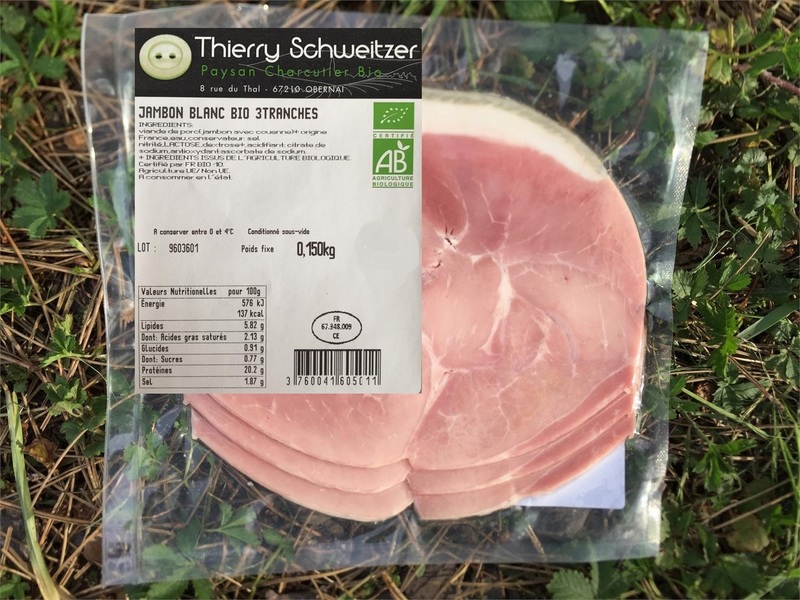 Thierry Schweitzer
Paysan Charcutier Bio
8 rue du Thal - 67210 OBERNAI
JAMBON BLANC BIO 3TRANCHES
INGREDIENTS:
viande de porc(jambon avec couenne)+ origine
France,eau,conservateur: sel
nitrité,LACTOSE,dextrose+,acidifiant: citrate de
sodium,antioxydant:ascorbate de sodium.
+ INGREDIENTS ISSUS DE L'AGRICULTURE BIOLOGIQUE.
Certifié par FR BIO -10.
Agriculture UE/ Non UE.
A consommer en l'état.
CERTIFIÉ
AB
AGRICULTURE
BIOLOGIQUE
A conserver entre 0 et 4°C Conditionné sous-vide
LOT : 9603601 Poids fixe 0,150kg
Valeurs Nutritionelles pour 100g
Energie 576 kJ
137 kcal
Lipides 5.82 g
Dont: Acides gras saturés 2.13 g
Glucides 0.91 g
Dont: Sucres 0.77 g
Protéines 20.2 g
Sel 1.87 g
FR
67.348.009
CE
3 760041 605011